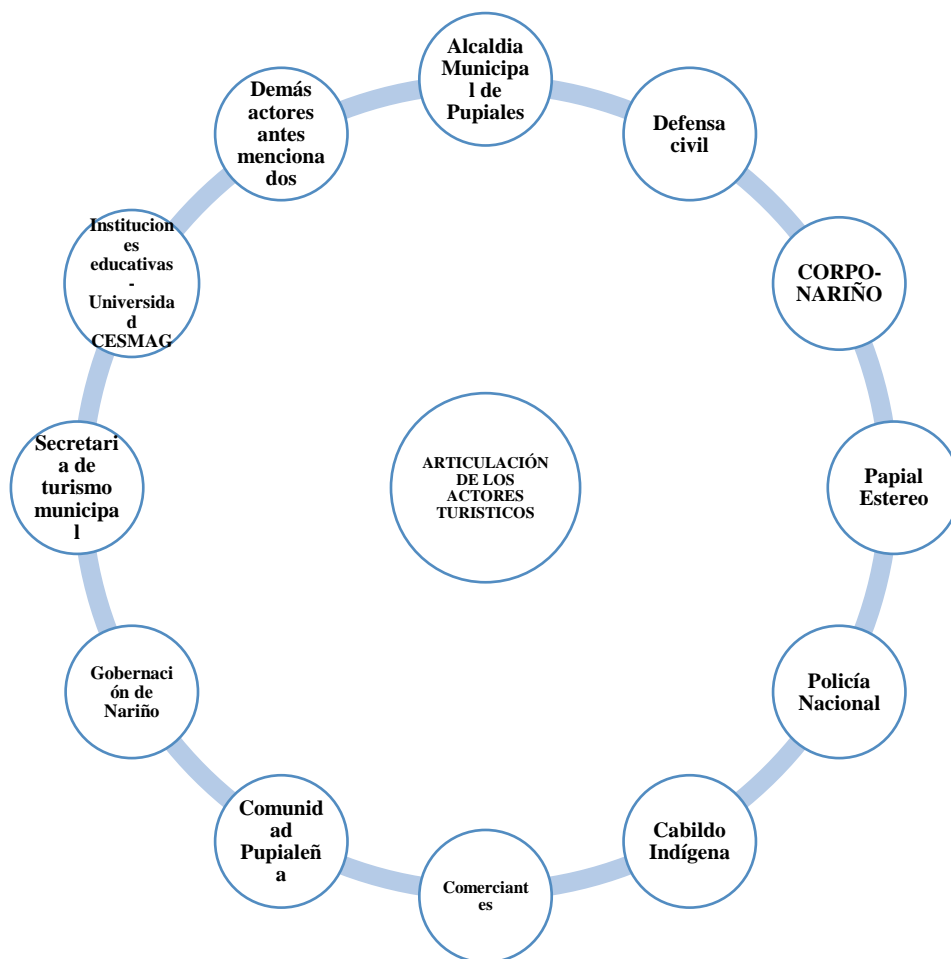 Alcaldia
Municipa
l de
Pupiales
Defensa
civil
CORPO-
NARIÑO
Papial
Estereo
Policía
Nacional
Cabildo
Indígena
Comerciant
es
Comunid
ad
Pupialeñ
a
Gobernaci
ón de
Nariño
Secretari
a de
turismo
municipa
l
Institucion
es
educativas
-
Universida
d
CESMAG
Demás
actores
antes
menciona
dos
ARTICULACIÓN
DE LOS
ACTORES
TURISTICOS